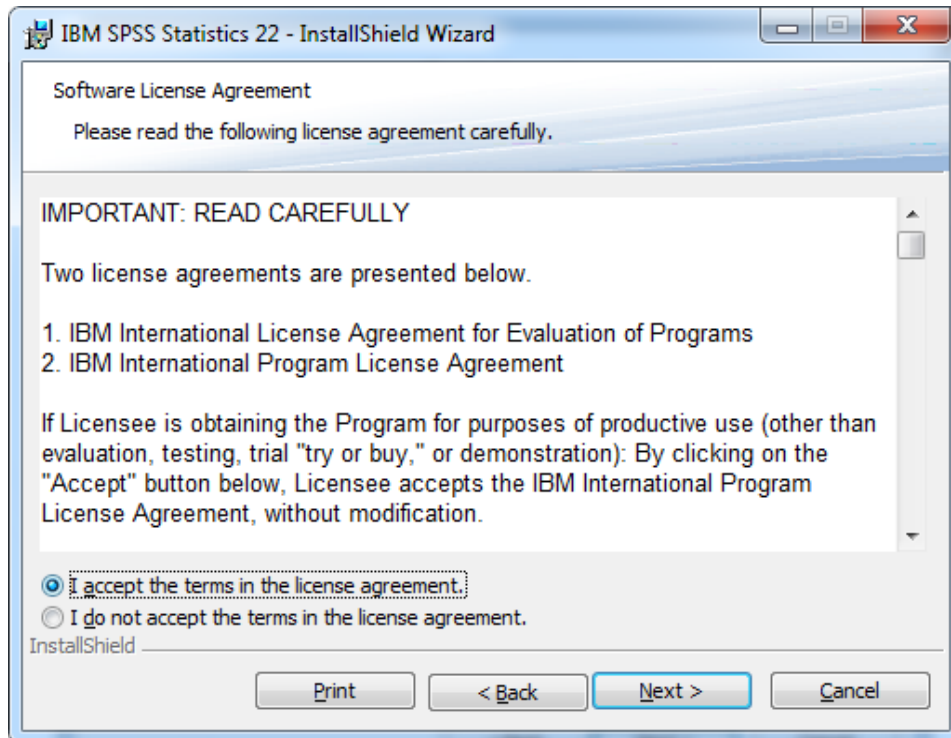 IBM SPSS Statistics 22 - InstallShield Wizard
Software License Agreement
Please read the following license agreement carefully.
IMPORTANT: READ CAREFULLY
Two license agreements are presented below.
1. IBM International License Agreement for Evaluation of Programs
2. IBM International Program License Agreement
If Licensee is obtaining the Program for purposes of productive use (other than
evaluation, testing, trial "try or buy," or demonstration): By clicking on the
"Accept" button below, Licensee accepts the IBM International Program
License Agreement, without modification.
I accept the terms in the license agreement.
I do not accept the terms in the license agreement.
InstallShield
Print < Back Next > Cancel